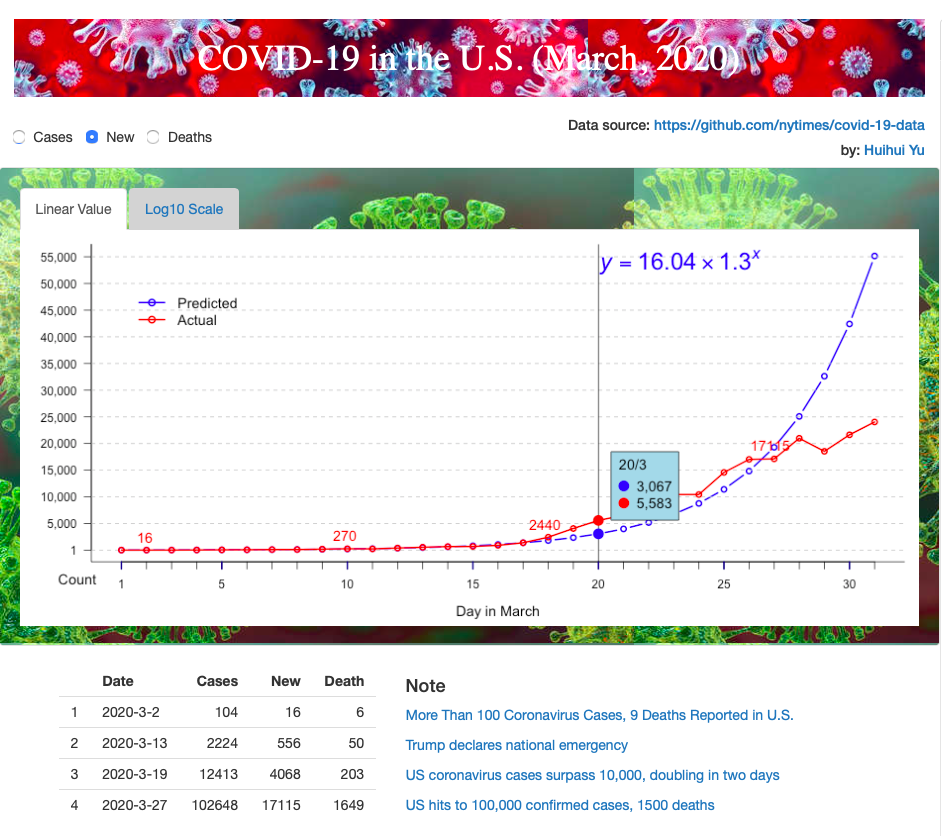 COVID-19 in the U.S. (March, 2020)
Data source: https://github.com/nytimes/covid-19-data
Cases New Deaths
by: Huihui Yu
Linear Value Log10 Scale
y = 16.04 × 1.3^x
55,000
50,000
Predicted
45,000
Actual
40,000
35,000
30,000
25,000
20,000
17115
20/3
15,000
3,067
10,000
5,583
5,000
2440
16
270
1
Count
1 5 10 15 20 25 30
Day in March
Date Cases New Death
1 2020-3-2 104 16 6
2 2020-3-13 2224 556 50
3 2020-3-19 12413 4068 203
4 2020-3-27 102648 17115 1649
Note
More Than 100 Coronavirus Cases, 9 Deaths Reported in U.S.
Trump declares national emergency
US coronavirus cases surpass 10,000, doubling in two days
US hits to 100,000 confirmed cases, 1500 deaths